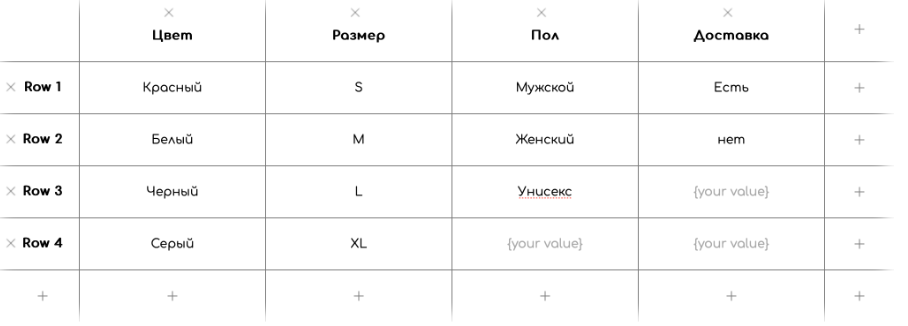 Цвет Размер Пол Доставка
Row 1 Красный S Мужской Есть
Row 2 Белый M Женский нет
Row 3 Черный L Унисекс {your value}
Row 4 Серый XL {your value} {your value}